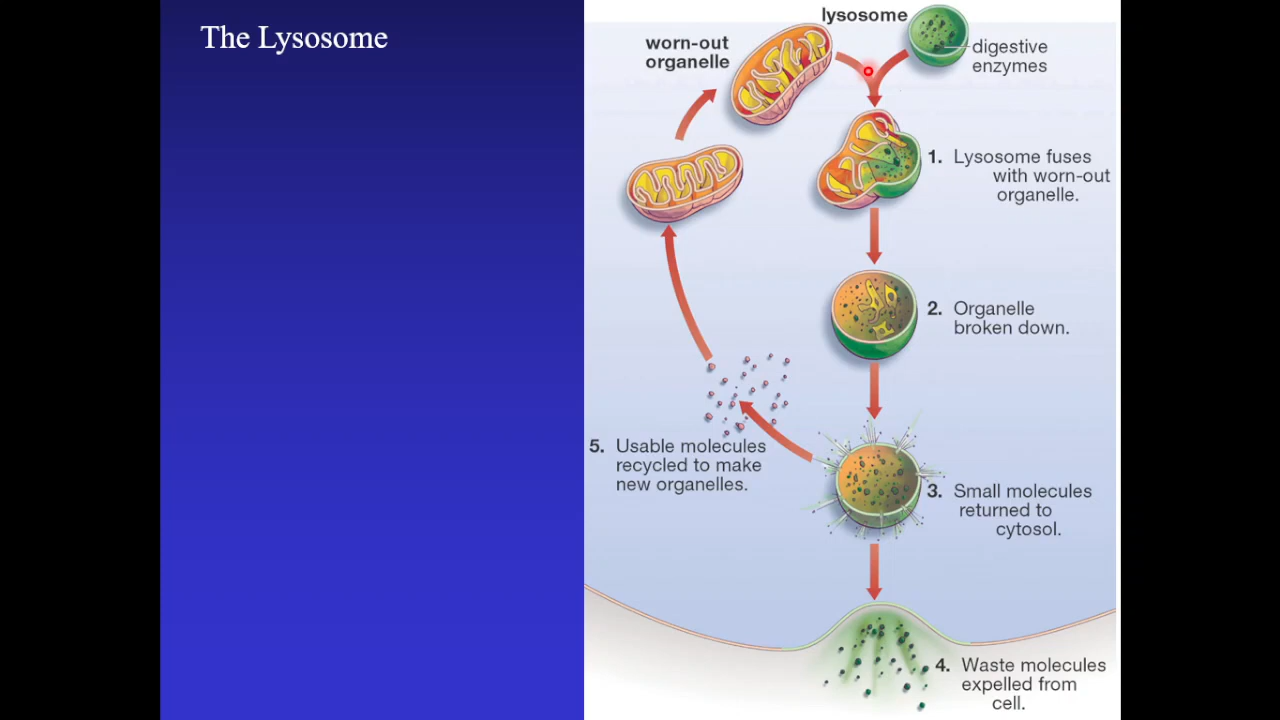 The Lysosome
lysosome
worn-out
organelle
digestive
enzymes
1. Lysosome fuses
with worn-out
organelle.
2. Organelle
broken down.
3. Small molecules
returned to
cytosol.
4. Waste molecules
expelled from
cell.
5. Usable molecules
recycled to make
new organelles.